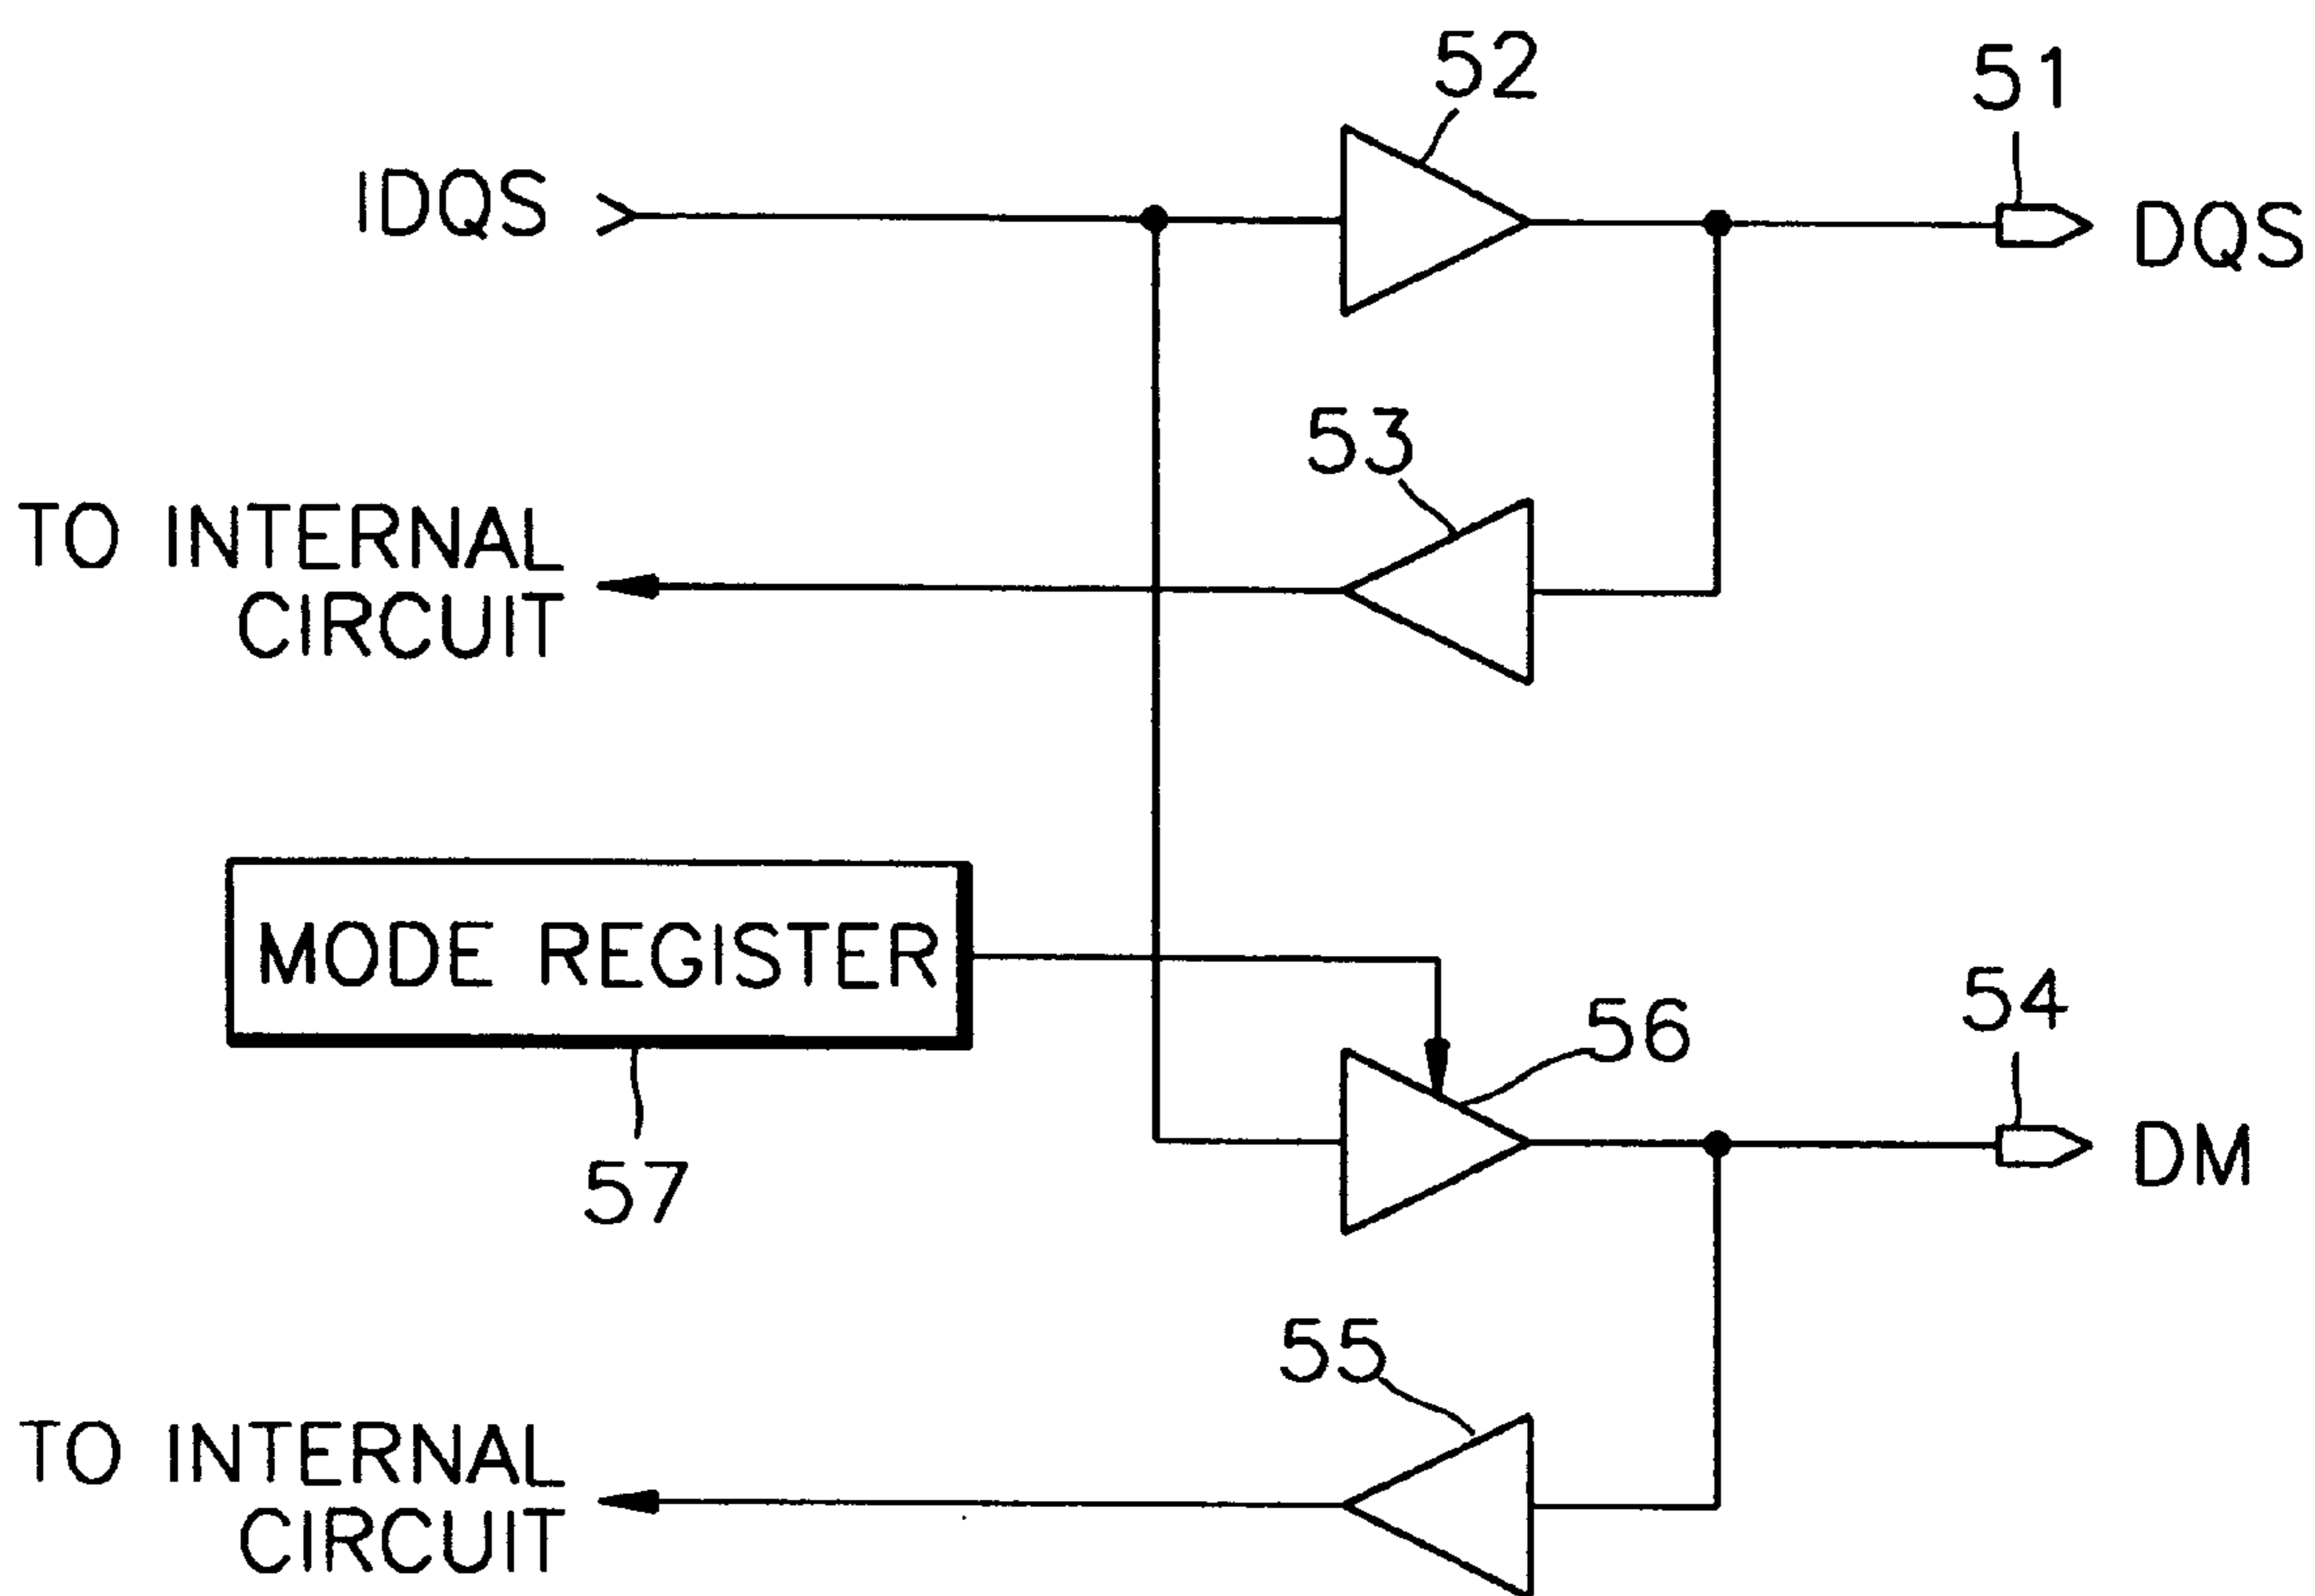 52
51
IDQS
DQS
53
TO INTERNAL
CIRCUIT
MODE REGISTER
54
56
DM
57
55
TO INTERNAL
CIRCUIT